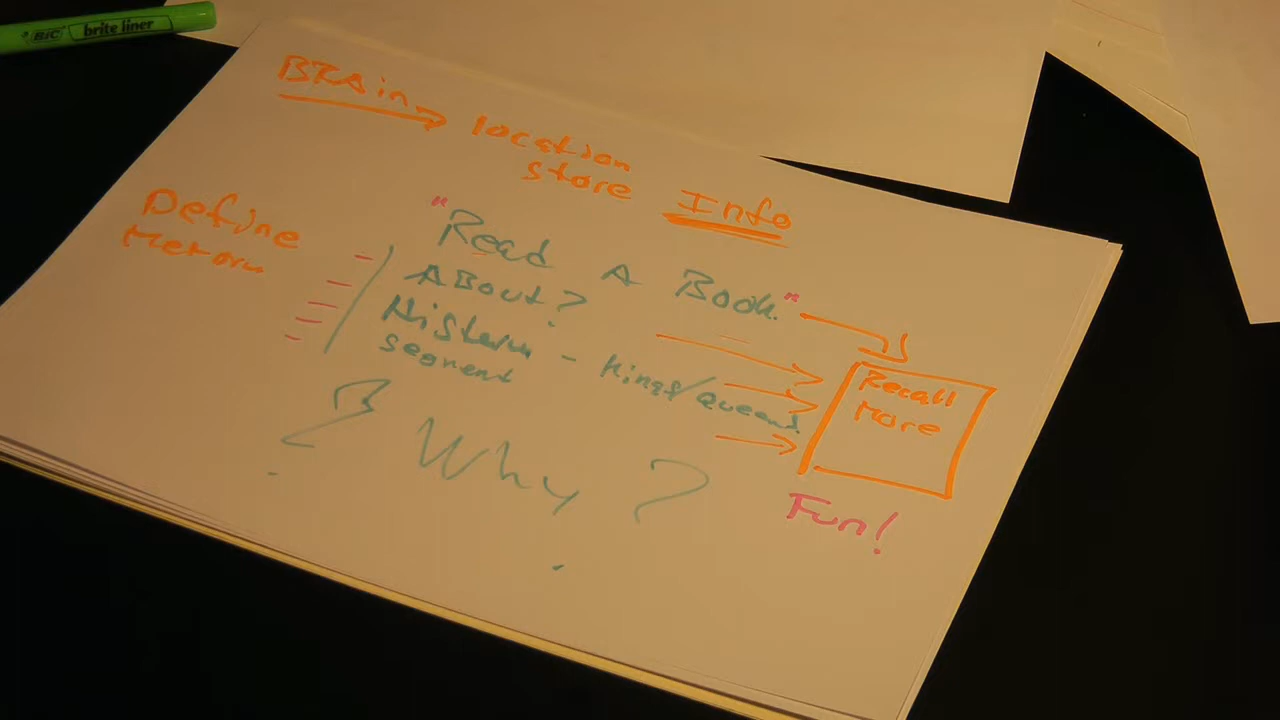 BIC brite liner
BRAin → location
store Info
Define
Memory
"Read A Book"
ABout?
History - Kings/Queens
segment
Recall
More
? Why ?
Fun!